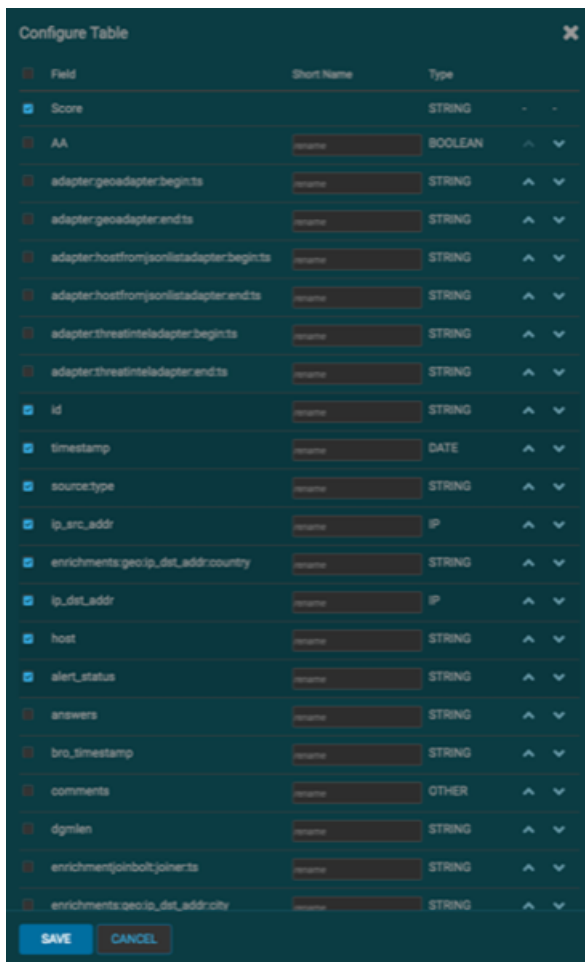 Configure Table
Field Short Name Type
Score STRING - -
AA rename BOOLEAN
adapter:geoadapter:begin:ts rename STRING
adapter:geoadapter:end:ts rename STRING
adapter:hostfromjsonlistadapter:begin:ts rename STRING
adapter:hostfromjsonlistadapter:end:ts rename STRING
adapter:threatinteladapter:begin:ts rename STRING
adapter:threatinteladapter:end:ts rename STRING
id rename STRING
timestamp rename DATE
source:type rename STRING
ip_src_addr rename IP
enrichments:geo:ip_dst_addr:country rename STRING
ip_dst_addr rename IP
host rename STRING
alert_status rename STRING
answers rename STRING
bro_timestamp rename STRING
comments rename OTHER
dgmlen rename STRING
enrichmentjoinbolt:joiner:ts rename STRING
enrichments:geo:ip_dst_addr:city rename STRING
SAVE CANCEL